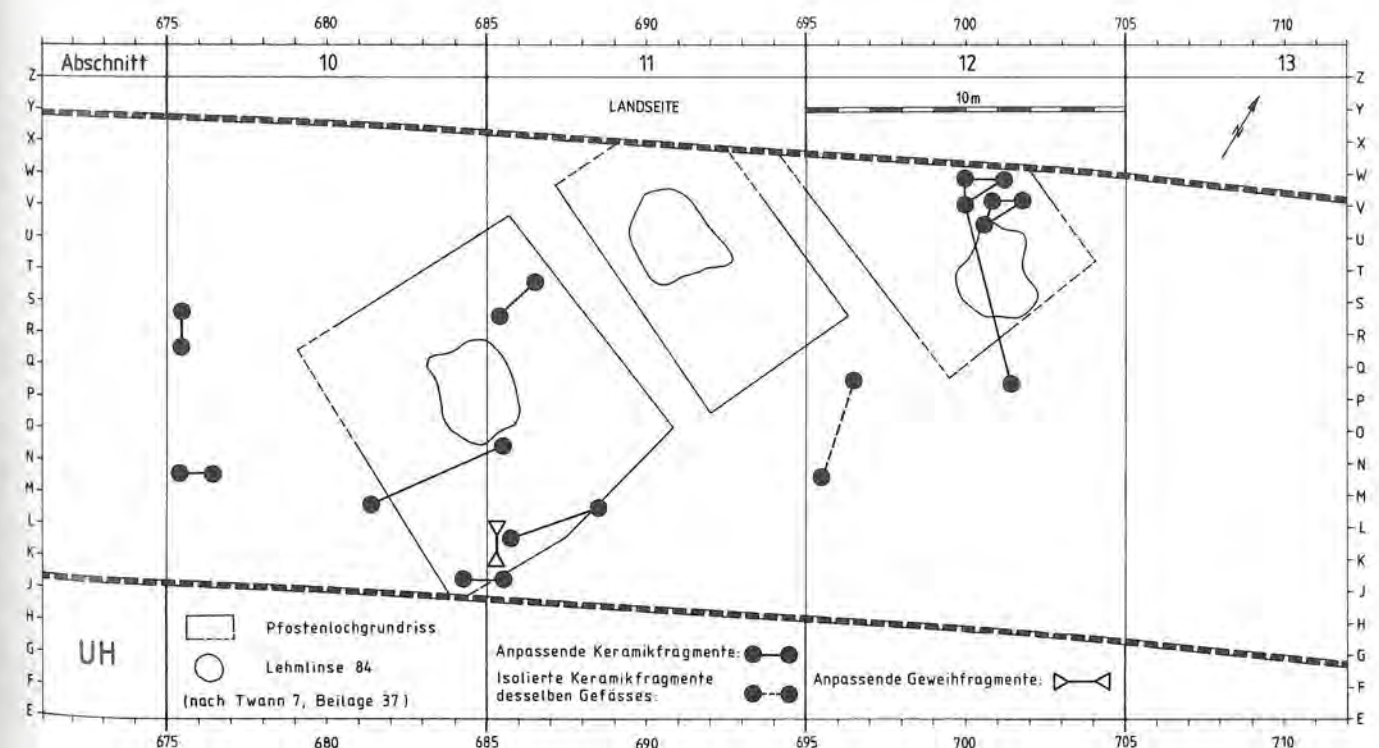 675 680 685 690 695 700 705 710
Abschnitt 10 11 12 13
Z Z
Y LANDSEITE 10m Y
N
X X
W W
V V
U U
T T
S S
R R
Q Q
P P
O O
N N
M M
L L
K K
J J
H H
G G
F F
E E
UH
Pfostenlochgrundriss
Lehmlinse 84
(nach Twann 7, Beilage 37)
Anpassende Keramikfragmente:
Isolierte Keramikfragmente
desselben Gefässes:
Anpassende Geweihfragmente:
675 680 685 690 695 700 705 710